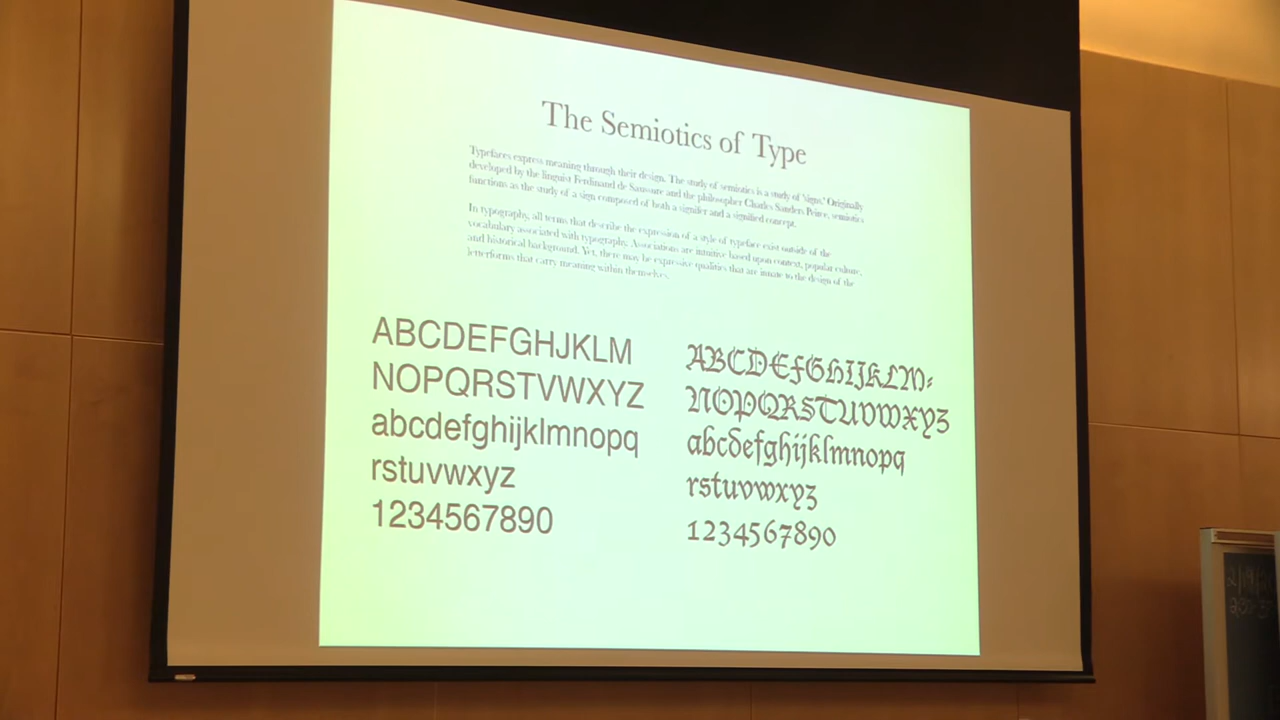 The Semiotics of Type
Typefaces express meaning through their design. The study of semiotics is a study of "signs." Originally
developed by the linguist Ferdinand de Saussure and the philosopher Charles Sanders Peirce, semiotics
functions as the study of a sign composed of both a signifer and a signified concept.
In typography, all terms that describe the expression of a style of typeface exist outside of the
vocabulary associated with typography. Associations are intuitive based upon context, popular culture,
and historical background. Yet, there may be expressive qualities that are innate to the design of the
letterforms that carry meaning within themselves.
ABCDEFGHJKLM
NOPQRSTVWXYZ
abcdefghijklmnopq
rstuvwxyz
1234567890
ABCDEFGHIJKLM:
NOPQRSTUVWXYZ
abcdefghijklmnopq
rstuvwxyz
1234567890